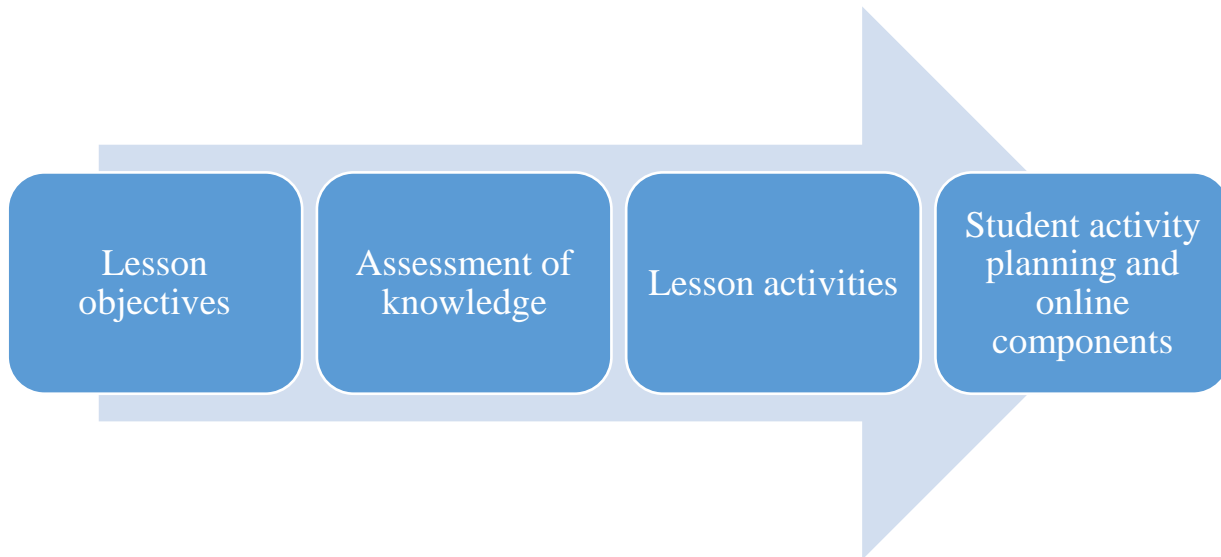 Lesson
objectives
Assessment of
knowledge
Lesson activities
Student activity
planning and
online
components